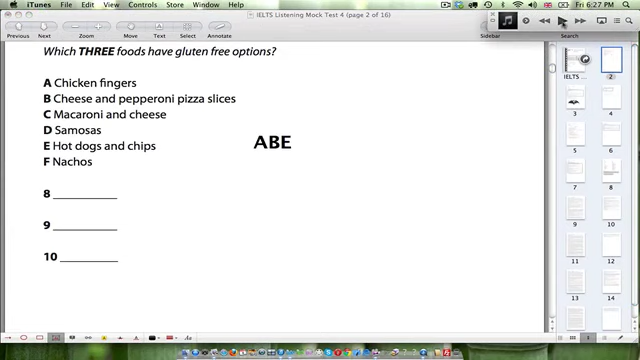 iTunes File Edit View Controls Store Window Help
Fri 6:27 PM
IELTS Listening Mock Test 4 (page 2 of 16)
Previous Next Zoom Move Text Select Annotate Sidebar Search
Which THREE foods have gluten free options?
A Chicken fingers
B Cheese and pepperoni pizza slices
C Macaroni and cheese
D Samosas
E Hot dogs and chips
F Nachos
ABE
8
9
10
IELTS ...
2
3 4
5 6
7 8
9 10
11 12
13 14
Aa